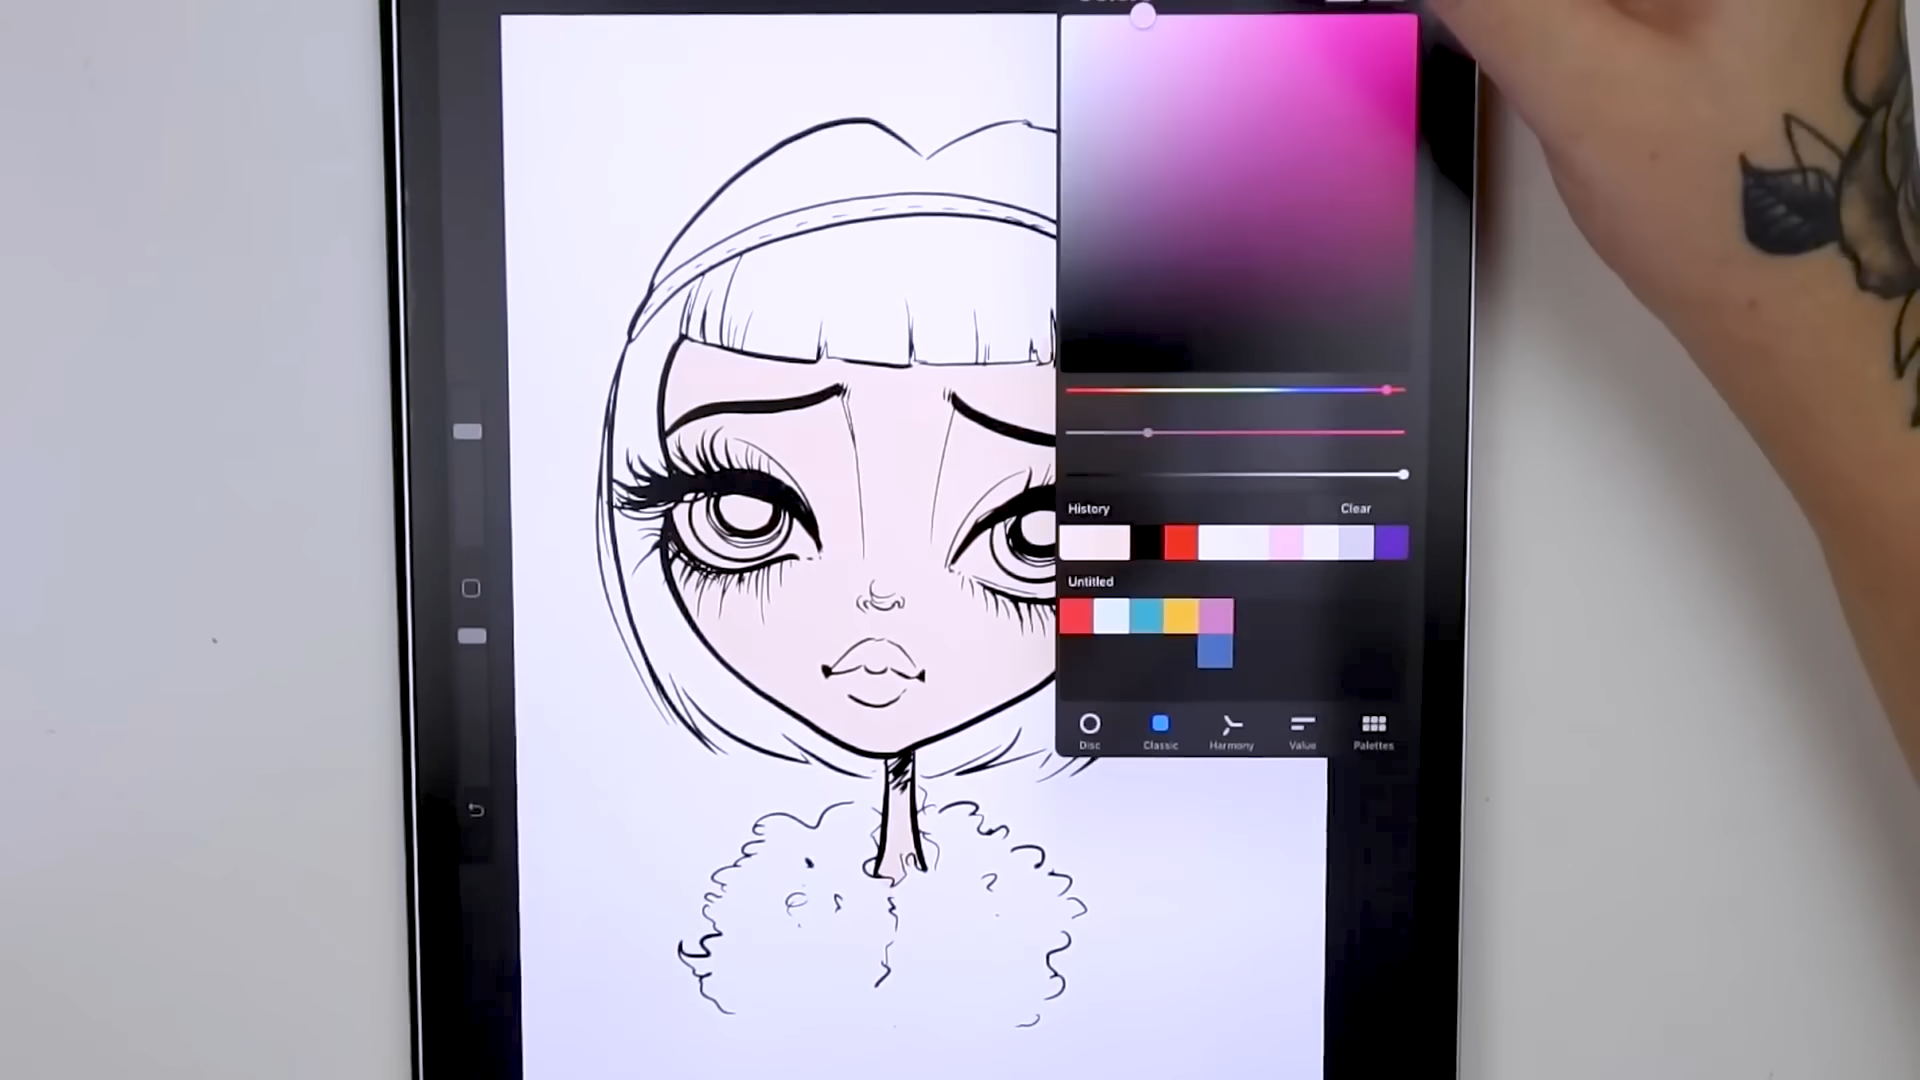 History Clear
Untitled
Disc Classic Harmony Value Palettes